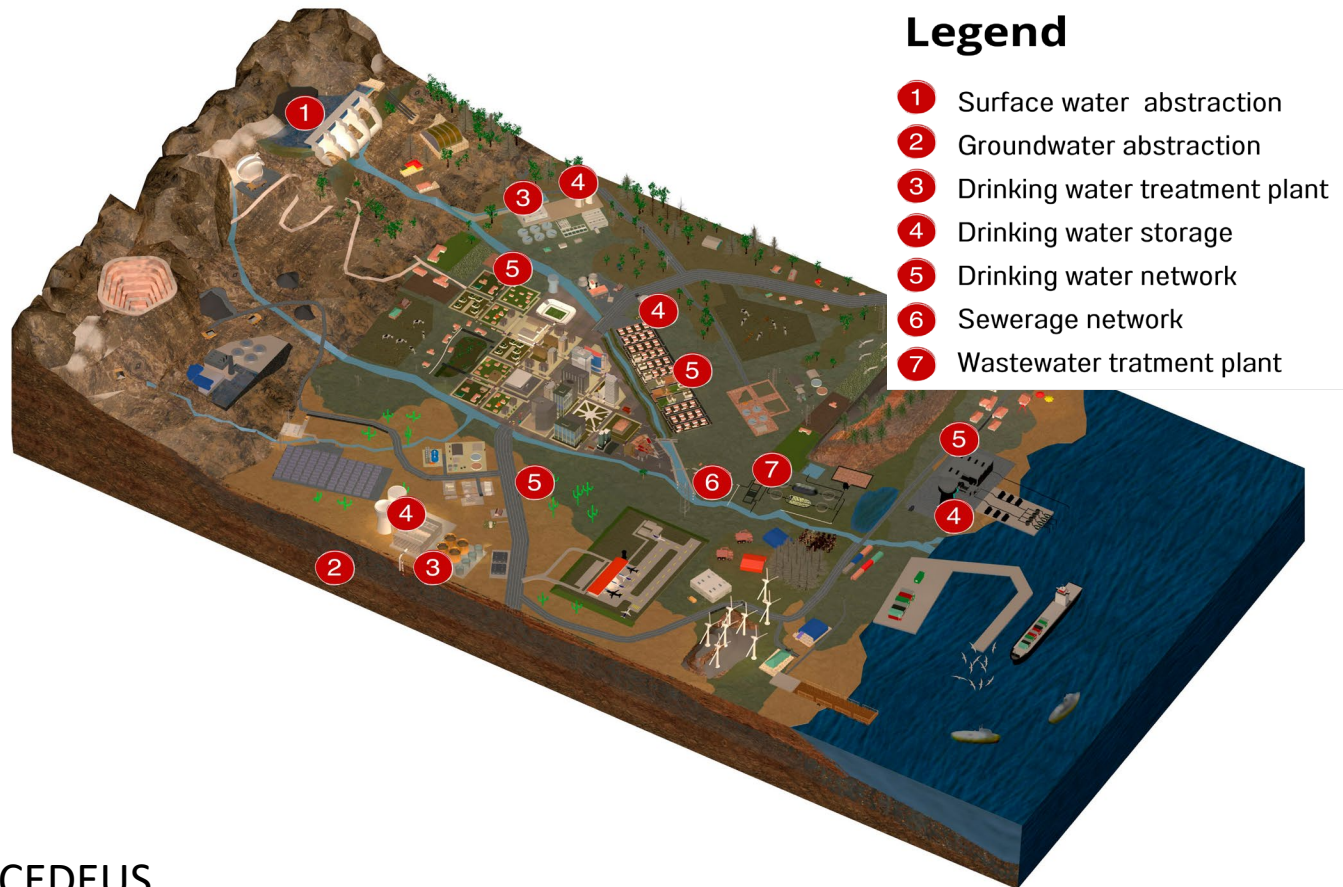 Legend
1 Surface water abstraction
2 Groundwater abstraction
3 Drinking water treatment plant
4 Drinking water storage
5 Drinking water network
6 Sewerage network
7 Wastewater tratment plant
1
3
4
5
4
5
5
7
6
5
4
4
2
3
CEDEUS